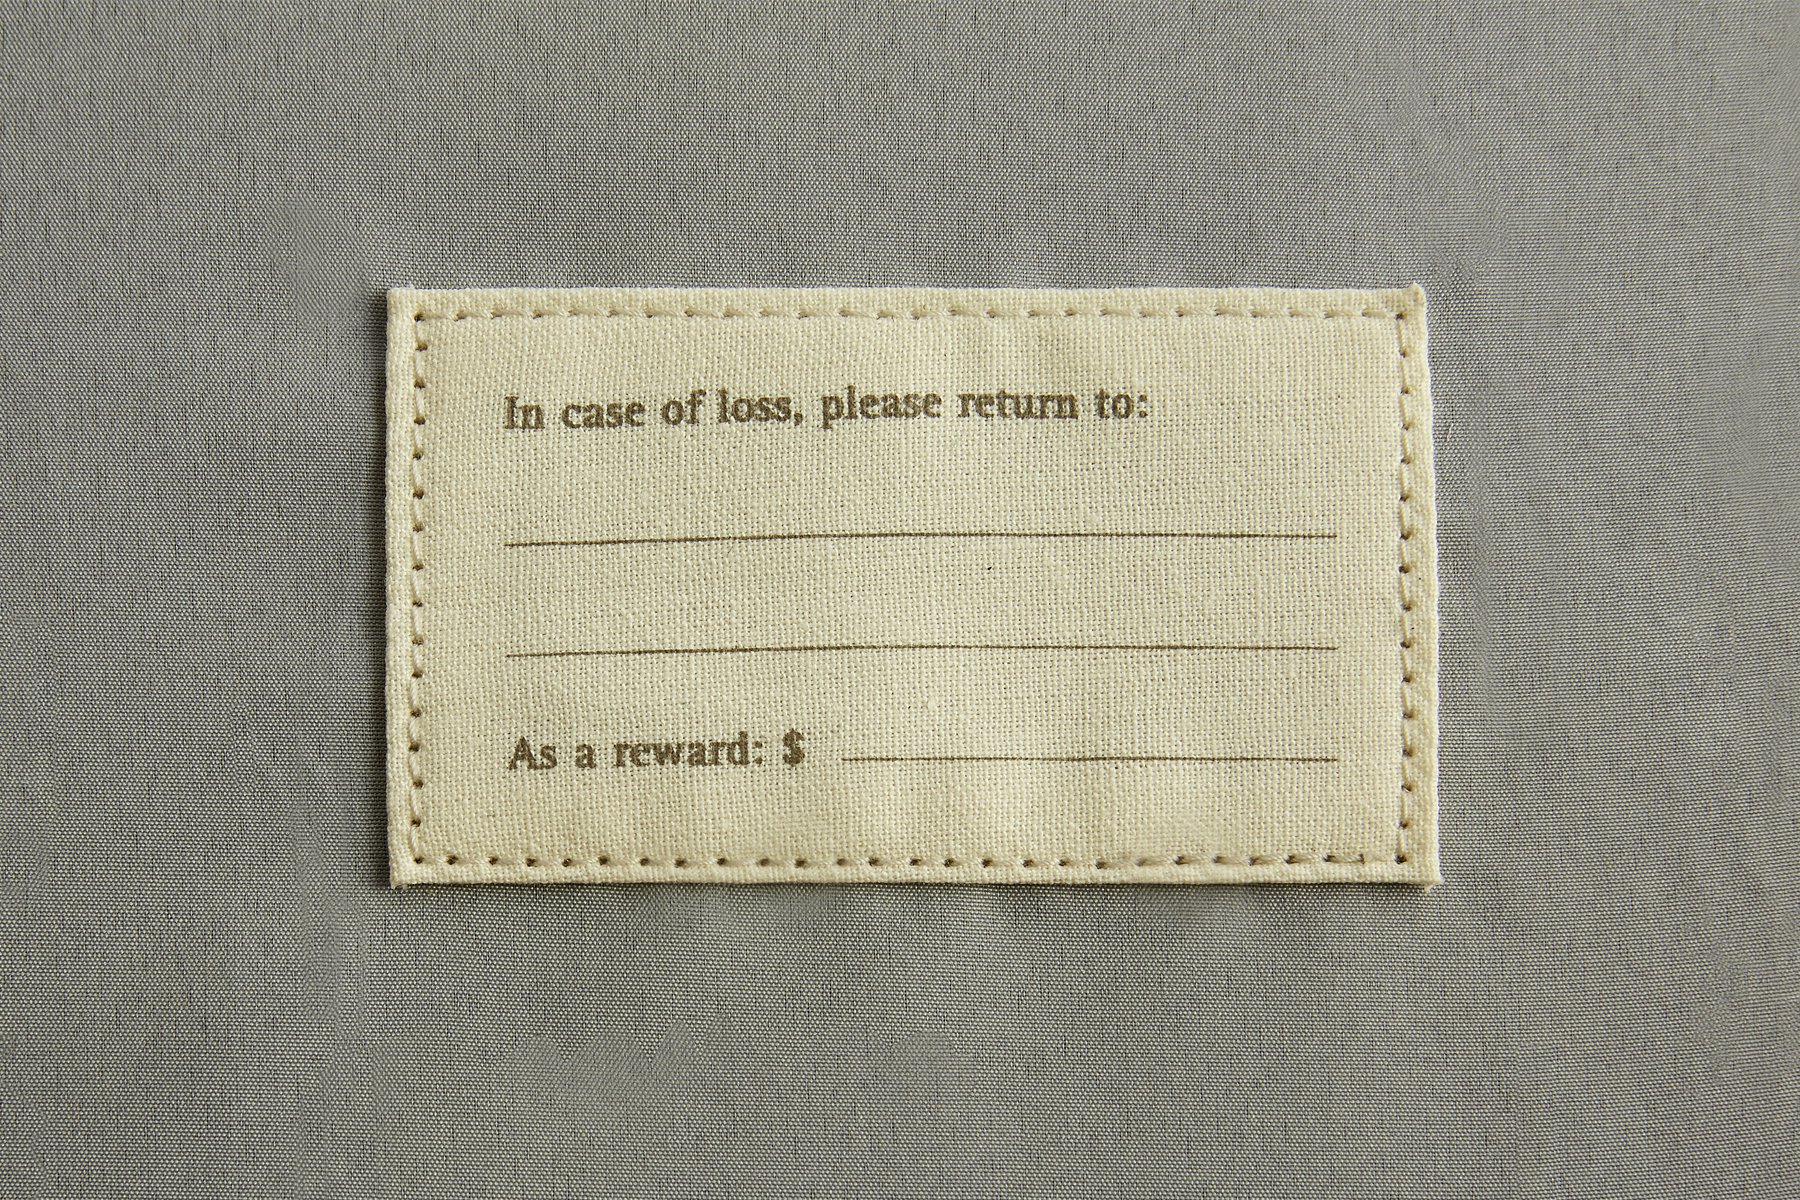 In case of loss, please return to:
As a reward: $